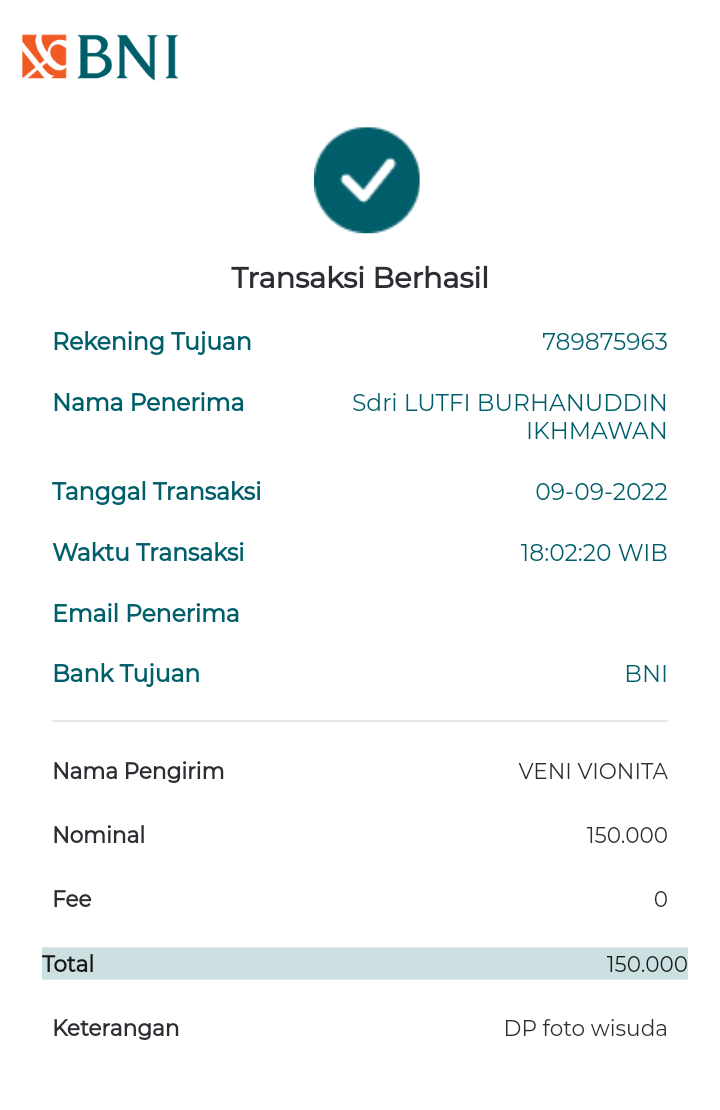 BNI
Transaksi Berhasil
Rekening Tujuan 789875963
Nama Penerima Sdri LUTFI BURHANUDDIN
IKHMAWAN
Tanggal Transaksi 09-09-2022
Waktu Transaksi 18:02:20 WIB
Email Penerima
Bank Tujuan BNI
Nama Pengirim VENI VIONITA
Nominal 150.000
Fee 0
Total 150.000
Keterangan DP foto wisuda